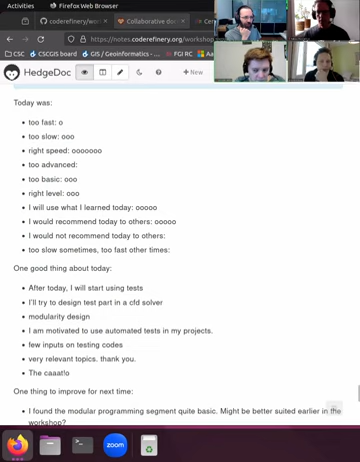 Activities
Firefox Web Browser
coderefinery/work
Collaborative doc
https://notes.coderefinery.org/workshop
CSC
CSCGIS board
GIS / Geoinformatics
FGI RC
HedgeDoc
+ New
Today was:
• too fast: o
• too slow: ooo
• right speed: ooooooo
• too advanced:
• too basic: ooo
• right level: ooo
• I will use what I learned today: ooooo
• I would recommend today to others: ooooo
• I would not recommend today to others:
• too slow sometimes, too fast other times:
One good thing about today:
• After today, I will start using tests
• I'll try to design test part in a cfd solver
• modularity design
• I am motivated to use automated tests in my projects.
• few inputs on testing codes
• very relevant topics. thank you.
• The caaat!o
One thing to improve for next time:
• I found the modular programming segment quite basic. Might be better suited earlier in the
workshop?
zoom